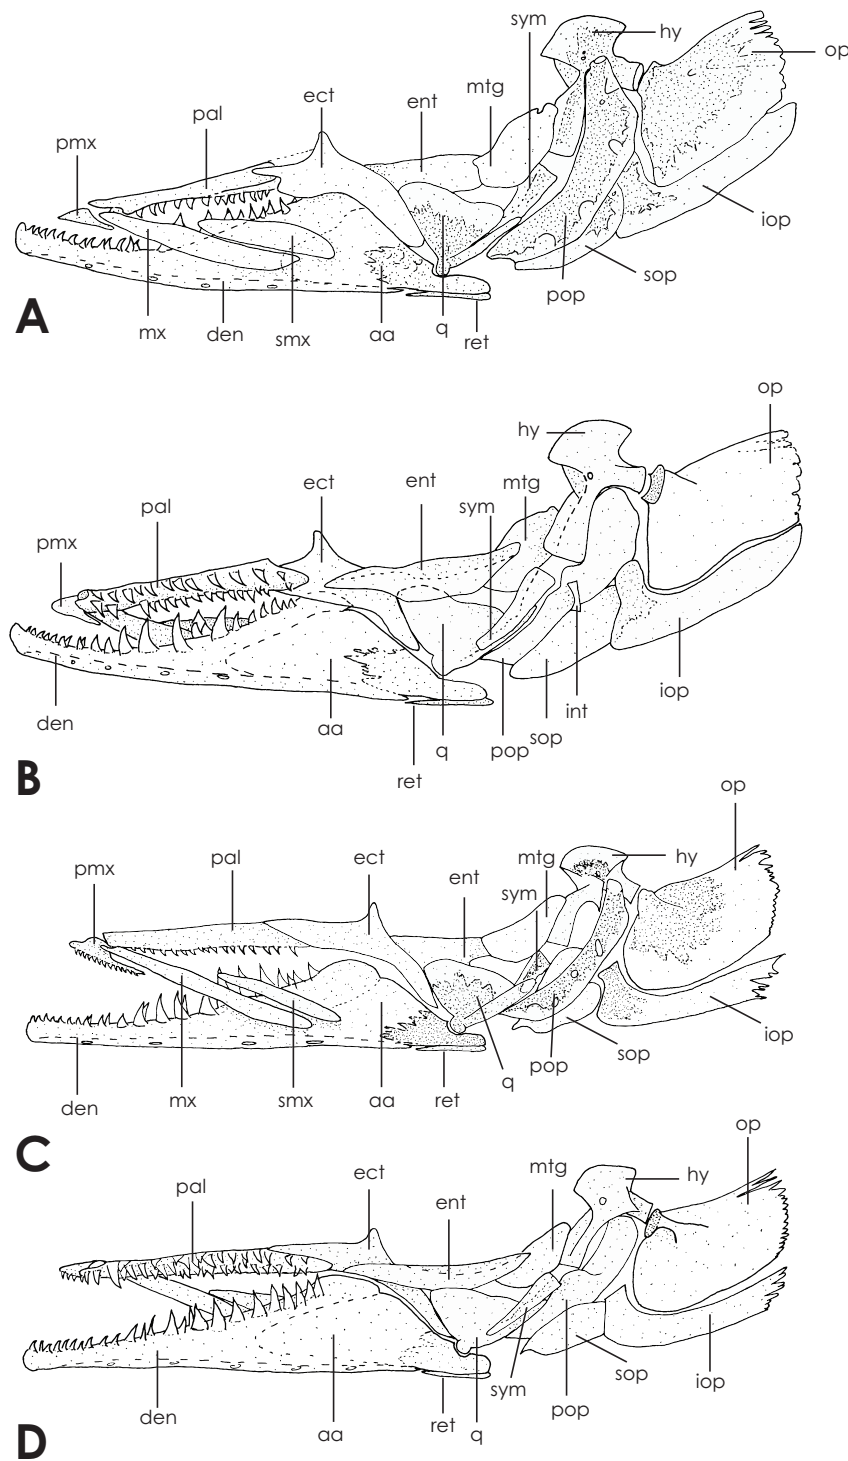 sym
hy
op
mtg
ect
ent
pal
pmx
iop
sop
pop
mx
den
smx
aa
q
ret
A
op
hy
ect
ent
mtg
sym
pal
pmx
iop
int
den
aa
q
pop
sop
ret
B
op
pmx
pal
ect
mtg
hy
ent
sym
iop
sop
pop
q
den
mx
smx
aa
ret
C
op
mtg
hy
pal
ect
ent
sop
iop
sym
pop
den
aa
ret
q
D